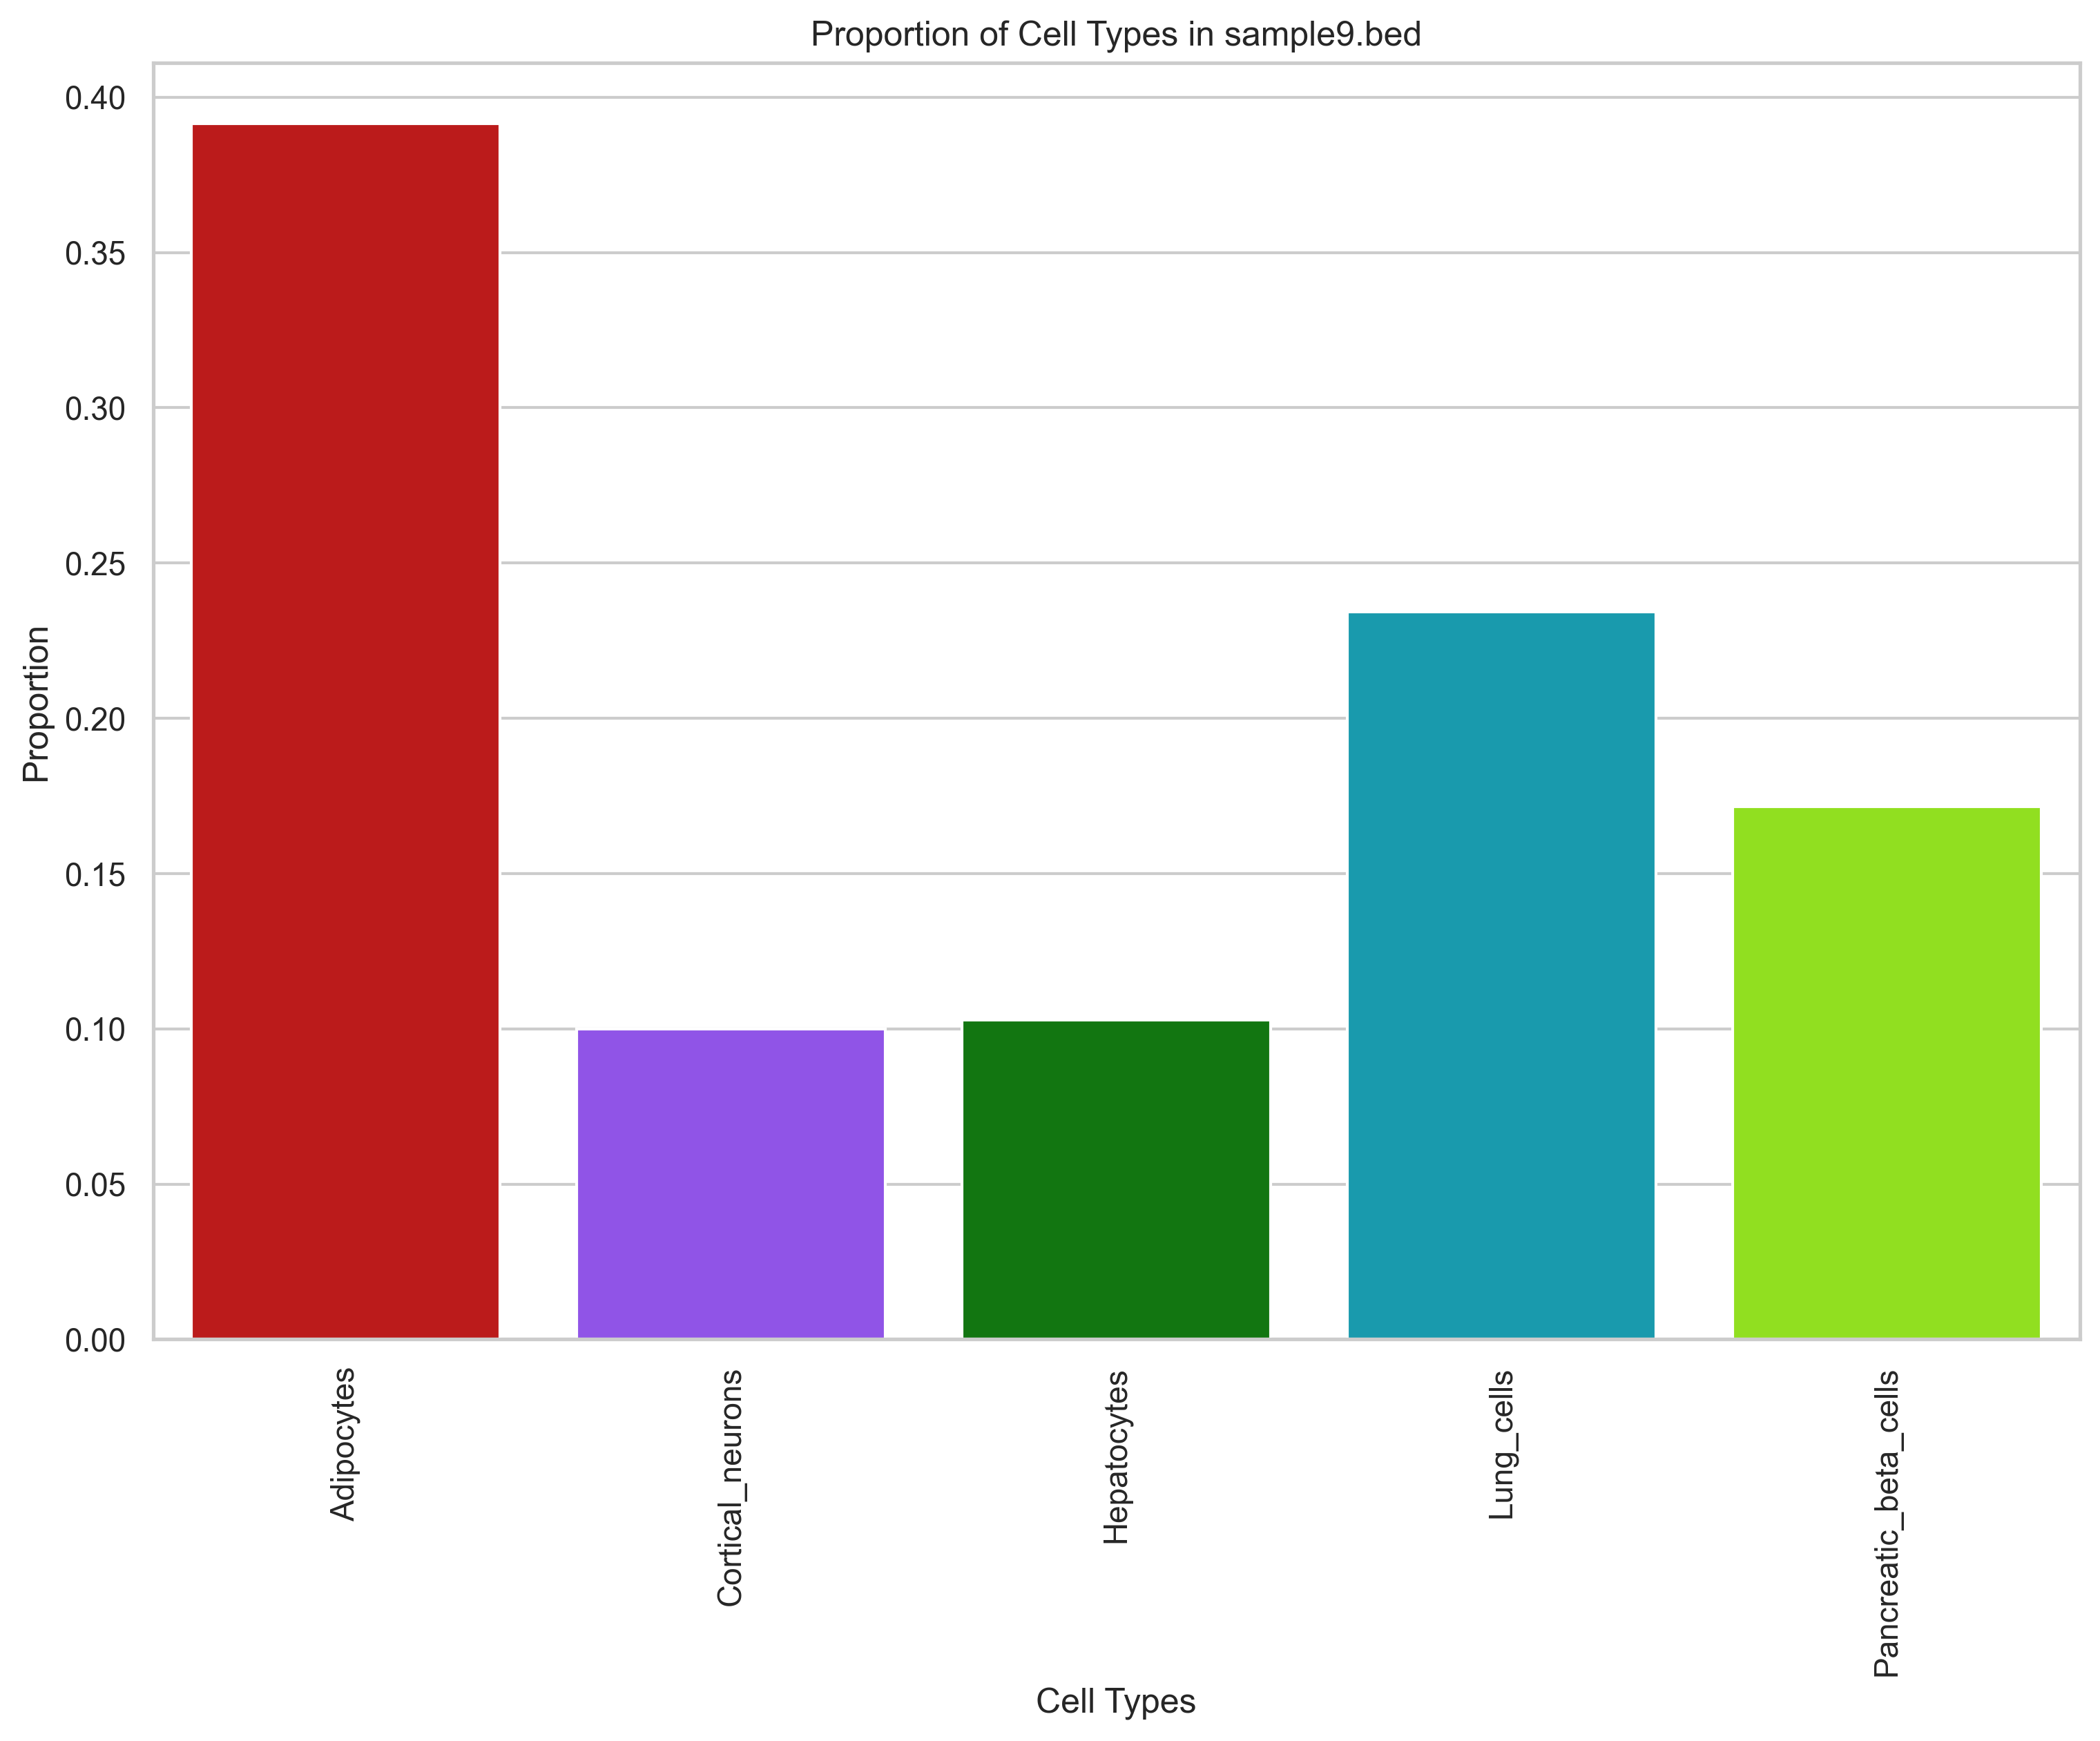 Proportion of Cell Types in sample9.bed
0.40
0.35
0.30
0.25
0.20
0.15
0.10
0.05
0.00
Proportion
Adipocytes
Cortical_neurons
Hepatocytes
Lung_cells
Pancreatic_beta_cells
Cell Types